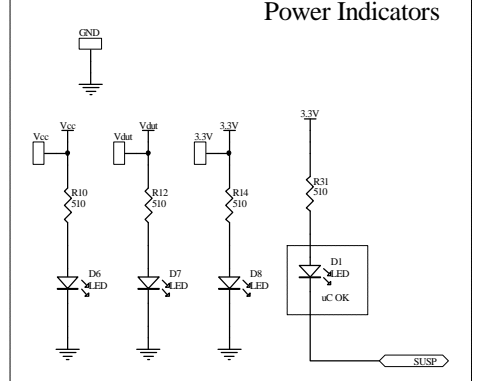 Power Indicators
GND
Vcc
Vcc
Vdut
Vdut
3.3V
3.3V
3.3V
R10
510
R12
510
R14
510
R31
510
D6
LED
D7
LED
D8
LED
D1
LED
uC OK
SUSP